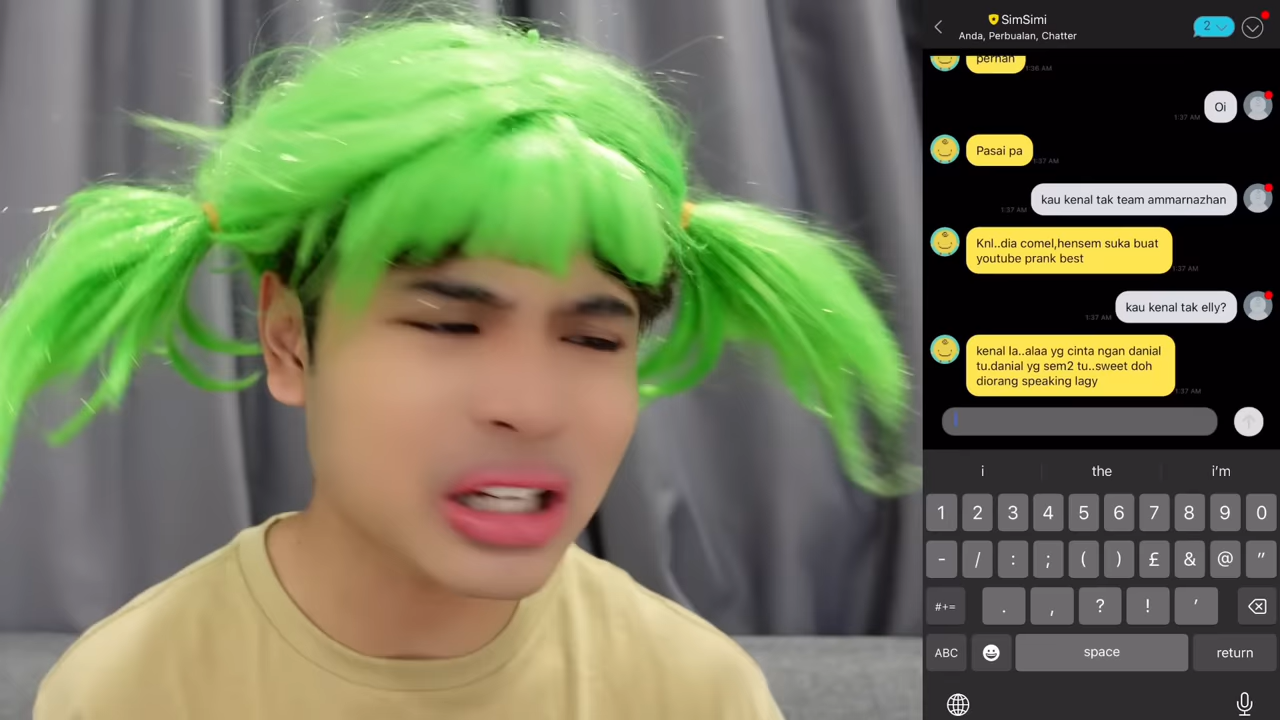 SimSimi
2
Anda, Perbualan, Chatter
pernah
1:36 AM
Oi
1:37 AM
Pasai pa
1:37 AM
kau kenal tak team ammarnazhan
1:37 AM
Knl..dia comel,hensem suka buat
youtube prank best
1:37 AM
kau kenal tak elly?
1:37 AM
kenal la..alaa yg cinta ngan danial
tu.danial yg sem2 tu..sweet doh
diorang speaking lagy
1:37 AM
i the i'm
1 2 3 4 5 6 7 8 9 0
- / : ; ( ) £ & @ "
#+= . , ? ! '
ABC space return